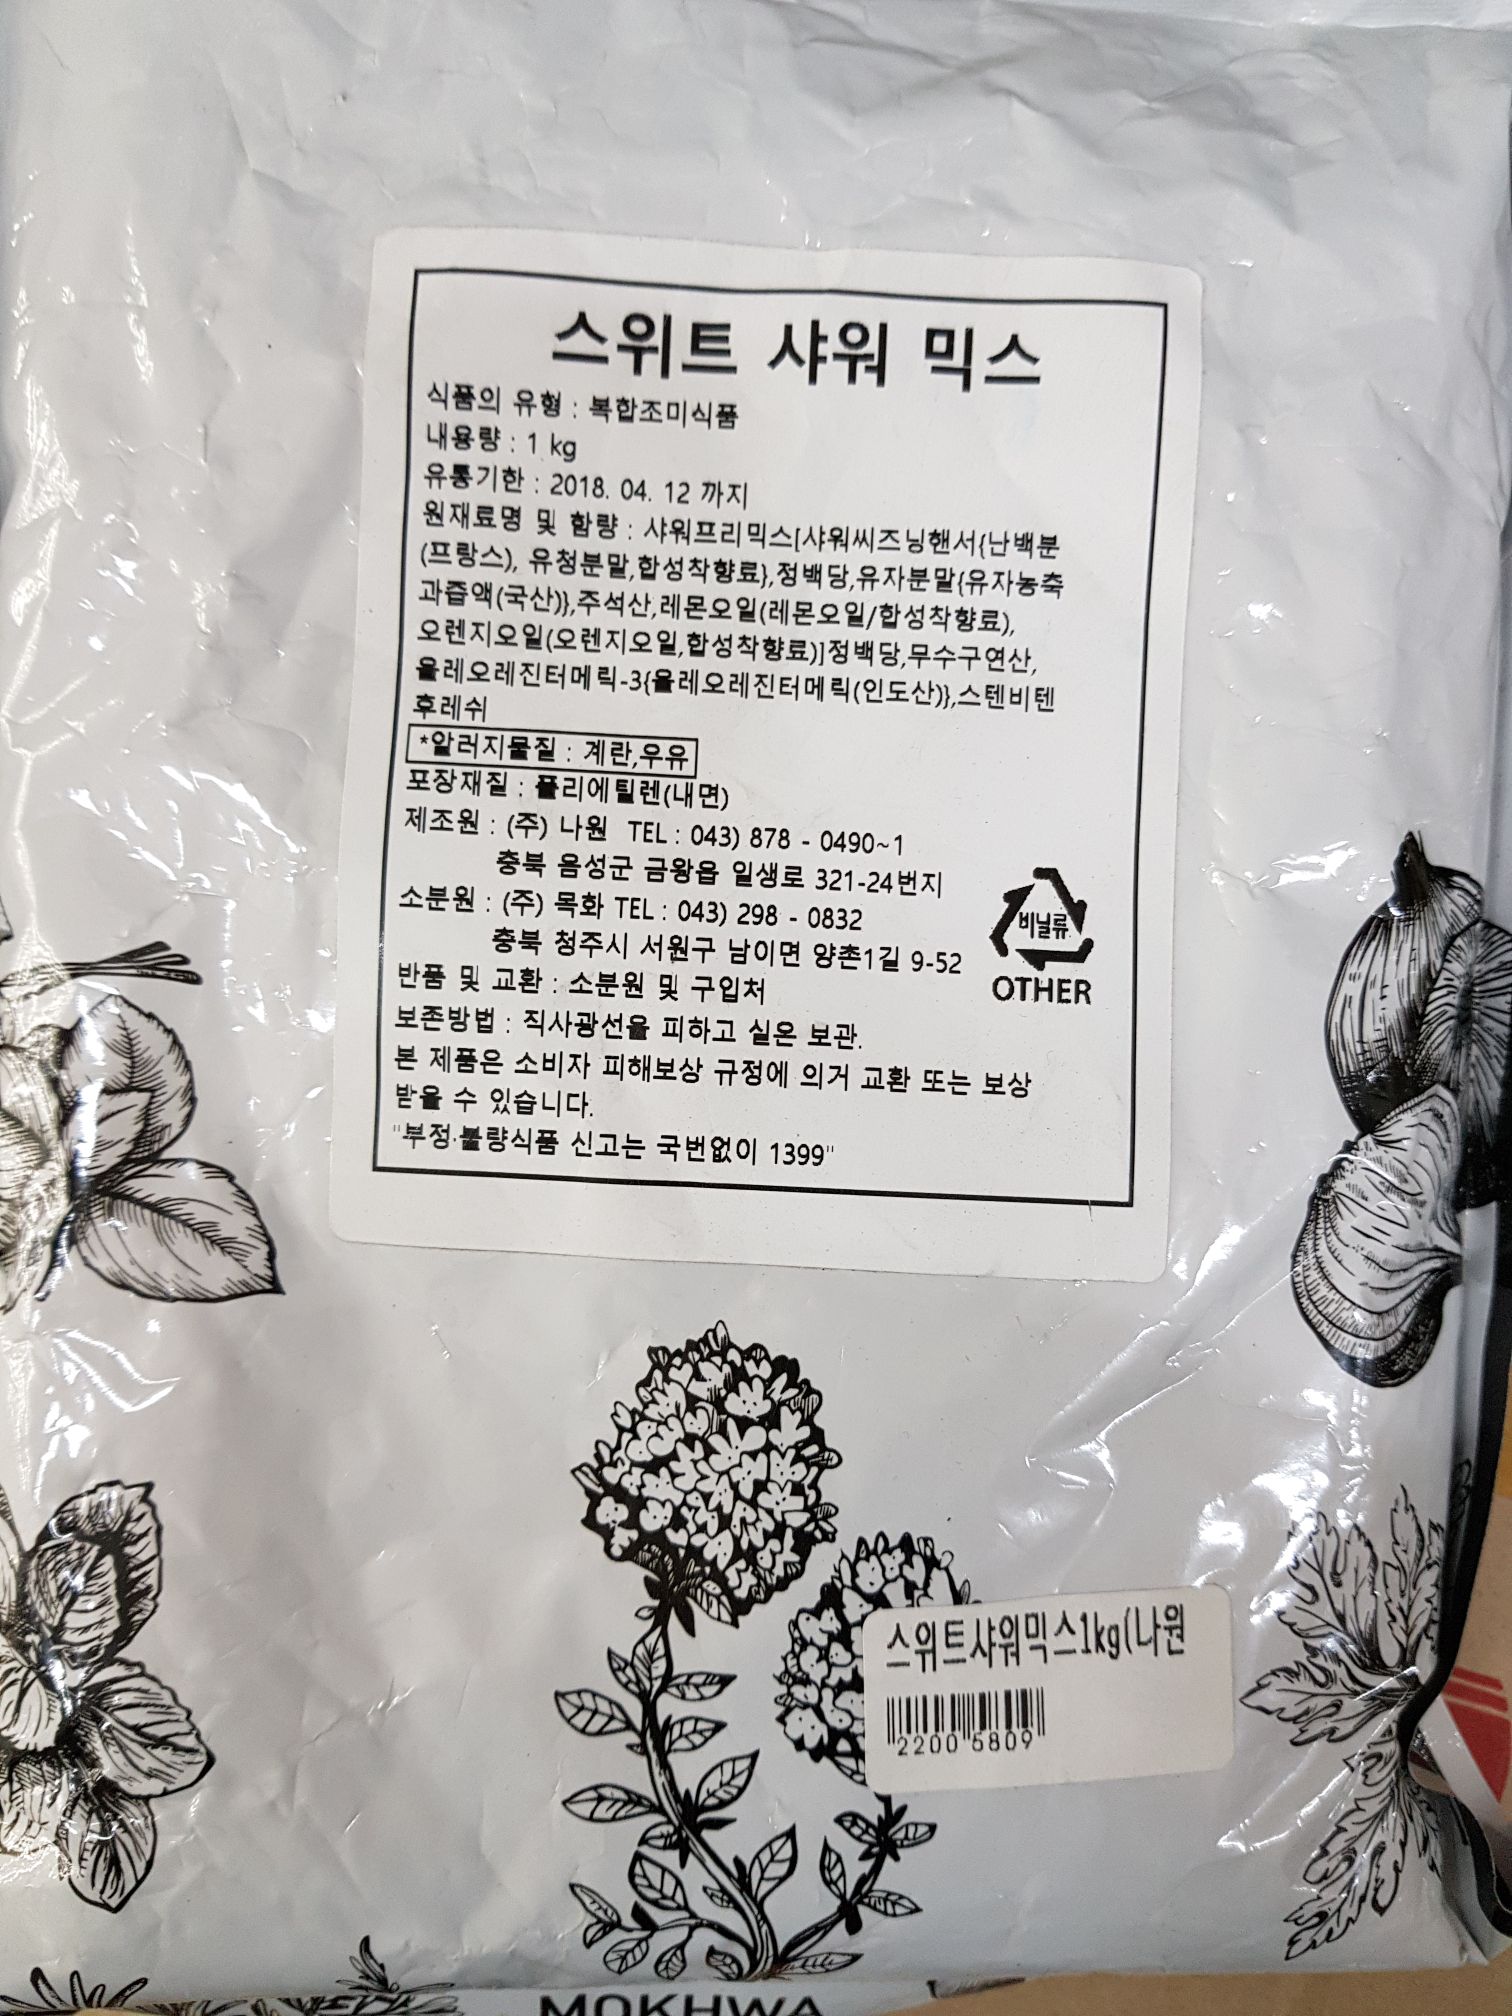 스위트 샤워 믹스
식품의 유형 : 복합조미식품
내용량 : 1 kg
유통기한 : 2018. 04. 12 까지
원재료명 및 함량 : 샤워프리믹스[샤워씨즈닝핸서{난백분
(프랑스), 유청분말,합성착향료},정백당,유자분말{유자농축
과즙액(국산)},주석산,레몬오일(레몬오일/합성착향료),
오렌지오일(오렌지오일,합성착향료)]정백당,무수구연산,
올레오레진터메릭-3{올레오레진터메릭(인도산)},스텐비텐
후레쉬
*알러지물질 : 계란,우유
포장재질 : 폴리에틸렌(내면)
제조원 : (주) 나원 TEL : 043) 878 - 0490~1
충북 음성군 금왕읍 일생로 321-24번지
소분원 : (주) 목화 TEL : 043) 298 - 0832
충북 청주시 서원구 남이면 양촌1길 9-52
비닐류
OTHER
반품 및 교환 : 소분원 및 구입처
보존방법 : 직사광선을 피하고 실온 보관.
본 제품은 소비자 피해보상 규정에 의거 교환 또는 보상
받을 수 있습니다.
"부정·불량식품 신고는 국번없이 1399"
스위트샤워믹스1kg(나원
2200 5809
MOKHWA